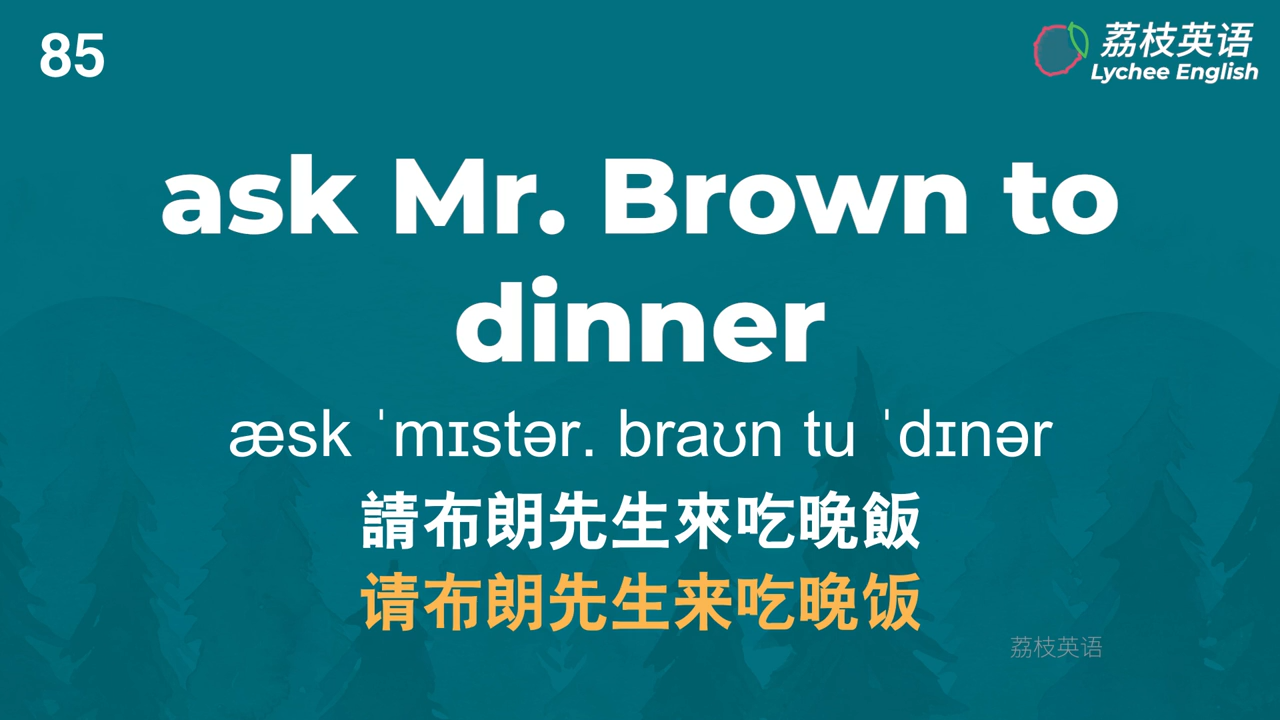 85
荔枝英语
Lychee English
ask Mr. Brown to
dinner
æsk ˈmɪstər. braʊn tu ˈdɪnər
請布朗先生來吃晚飯
请布朗先生来吃晚饭
荔枝英语